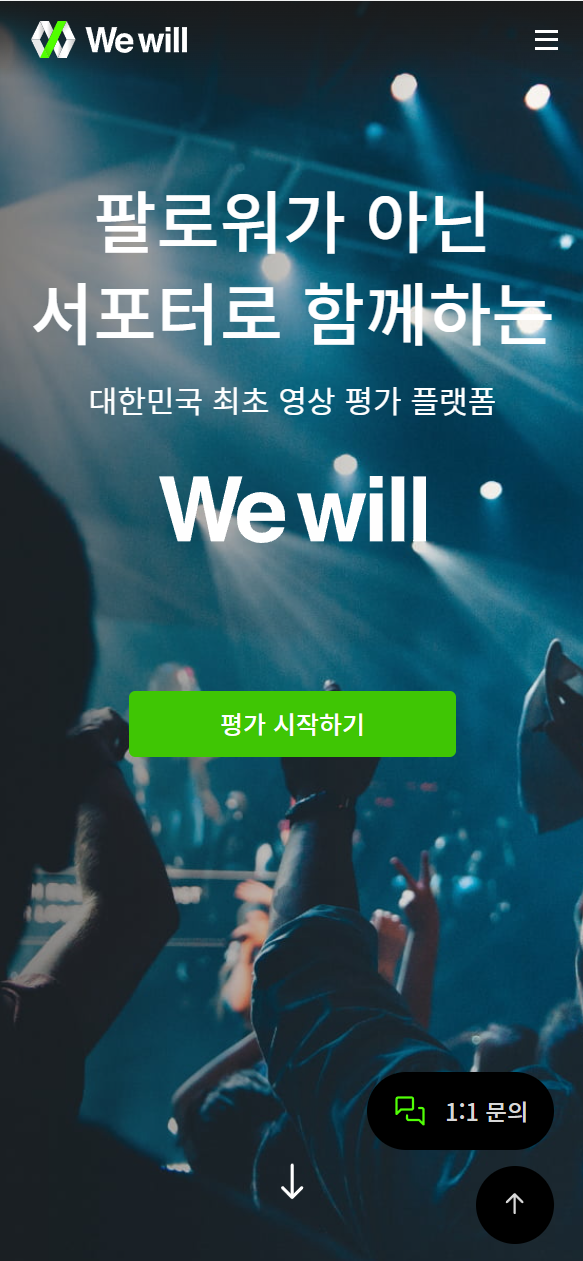 We will
팔로워가 아닌
서포터로 함께하는
대한민국 최초 영상 평가 플랫폼
We will
평가 시작하기
1:1 문의